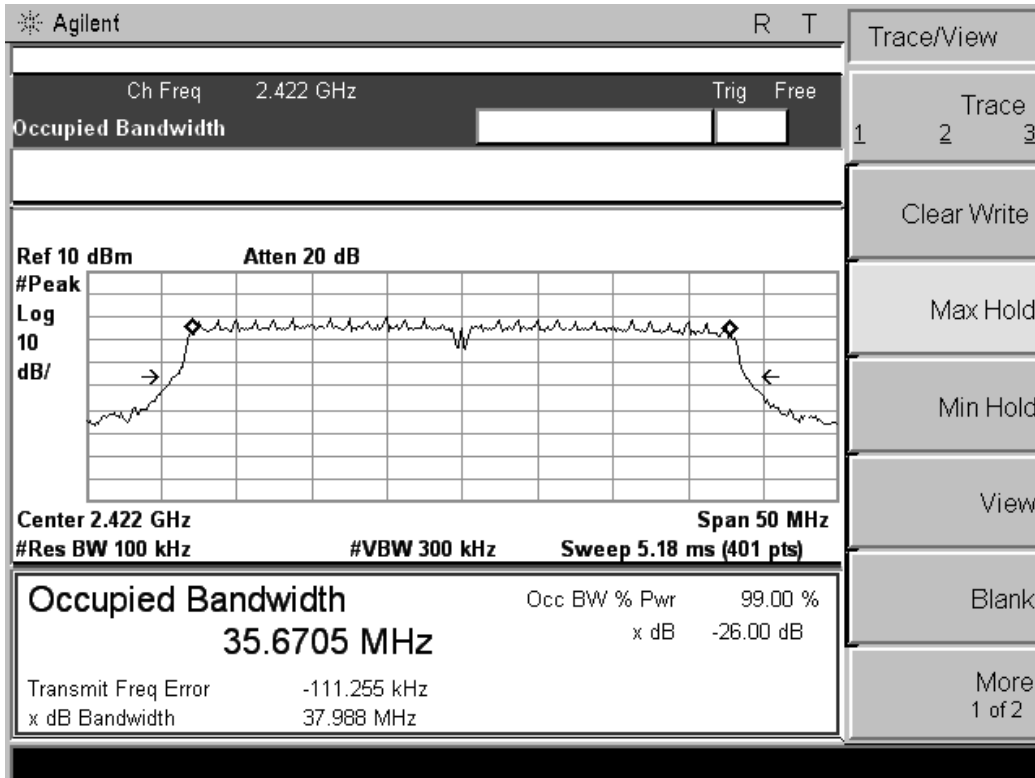 Agilent R T
Trace/View
Ch Freq 2.422 GHz Trig Free
Occupied Bandwidth
Trace
1 2 3
Clear Write
Max Hold
Min Hold
View
Blank
More
1 of 2
Ref 10 dBm Atten 20 dB
#Peak
Log
10
dB/
Center 2.422 GHz Span 50 MHz
#Res BW 100 kHz #VBW 300 kHz Sweep 5.18 ms (401 pts)
Occupied Bandwidth
35.6705 MHz
Occ BW % Pwr 99.00 %
x dB -26.00 dB
Transmit Freq Error -111.255 kHz
x dB Bandwidth 37.988 MHz